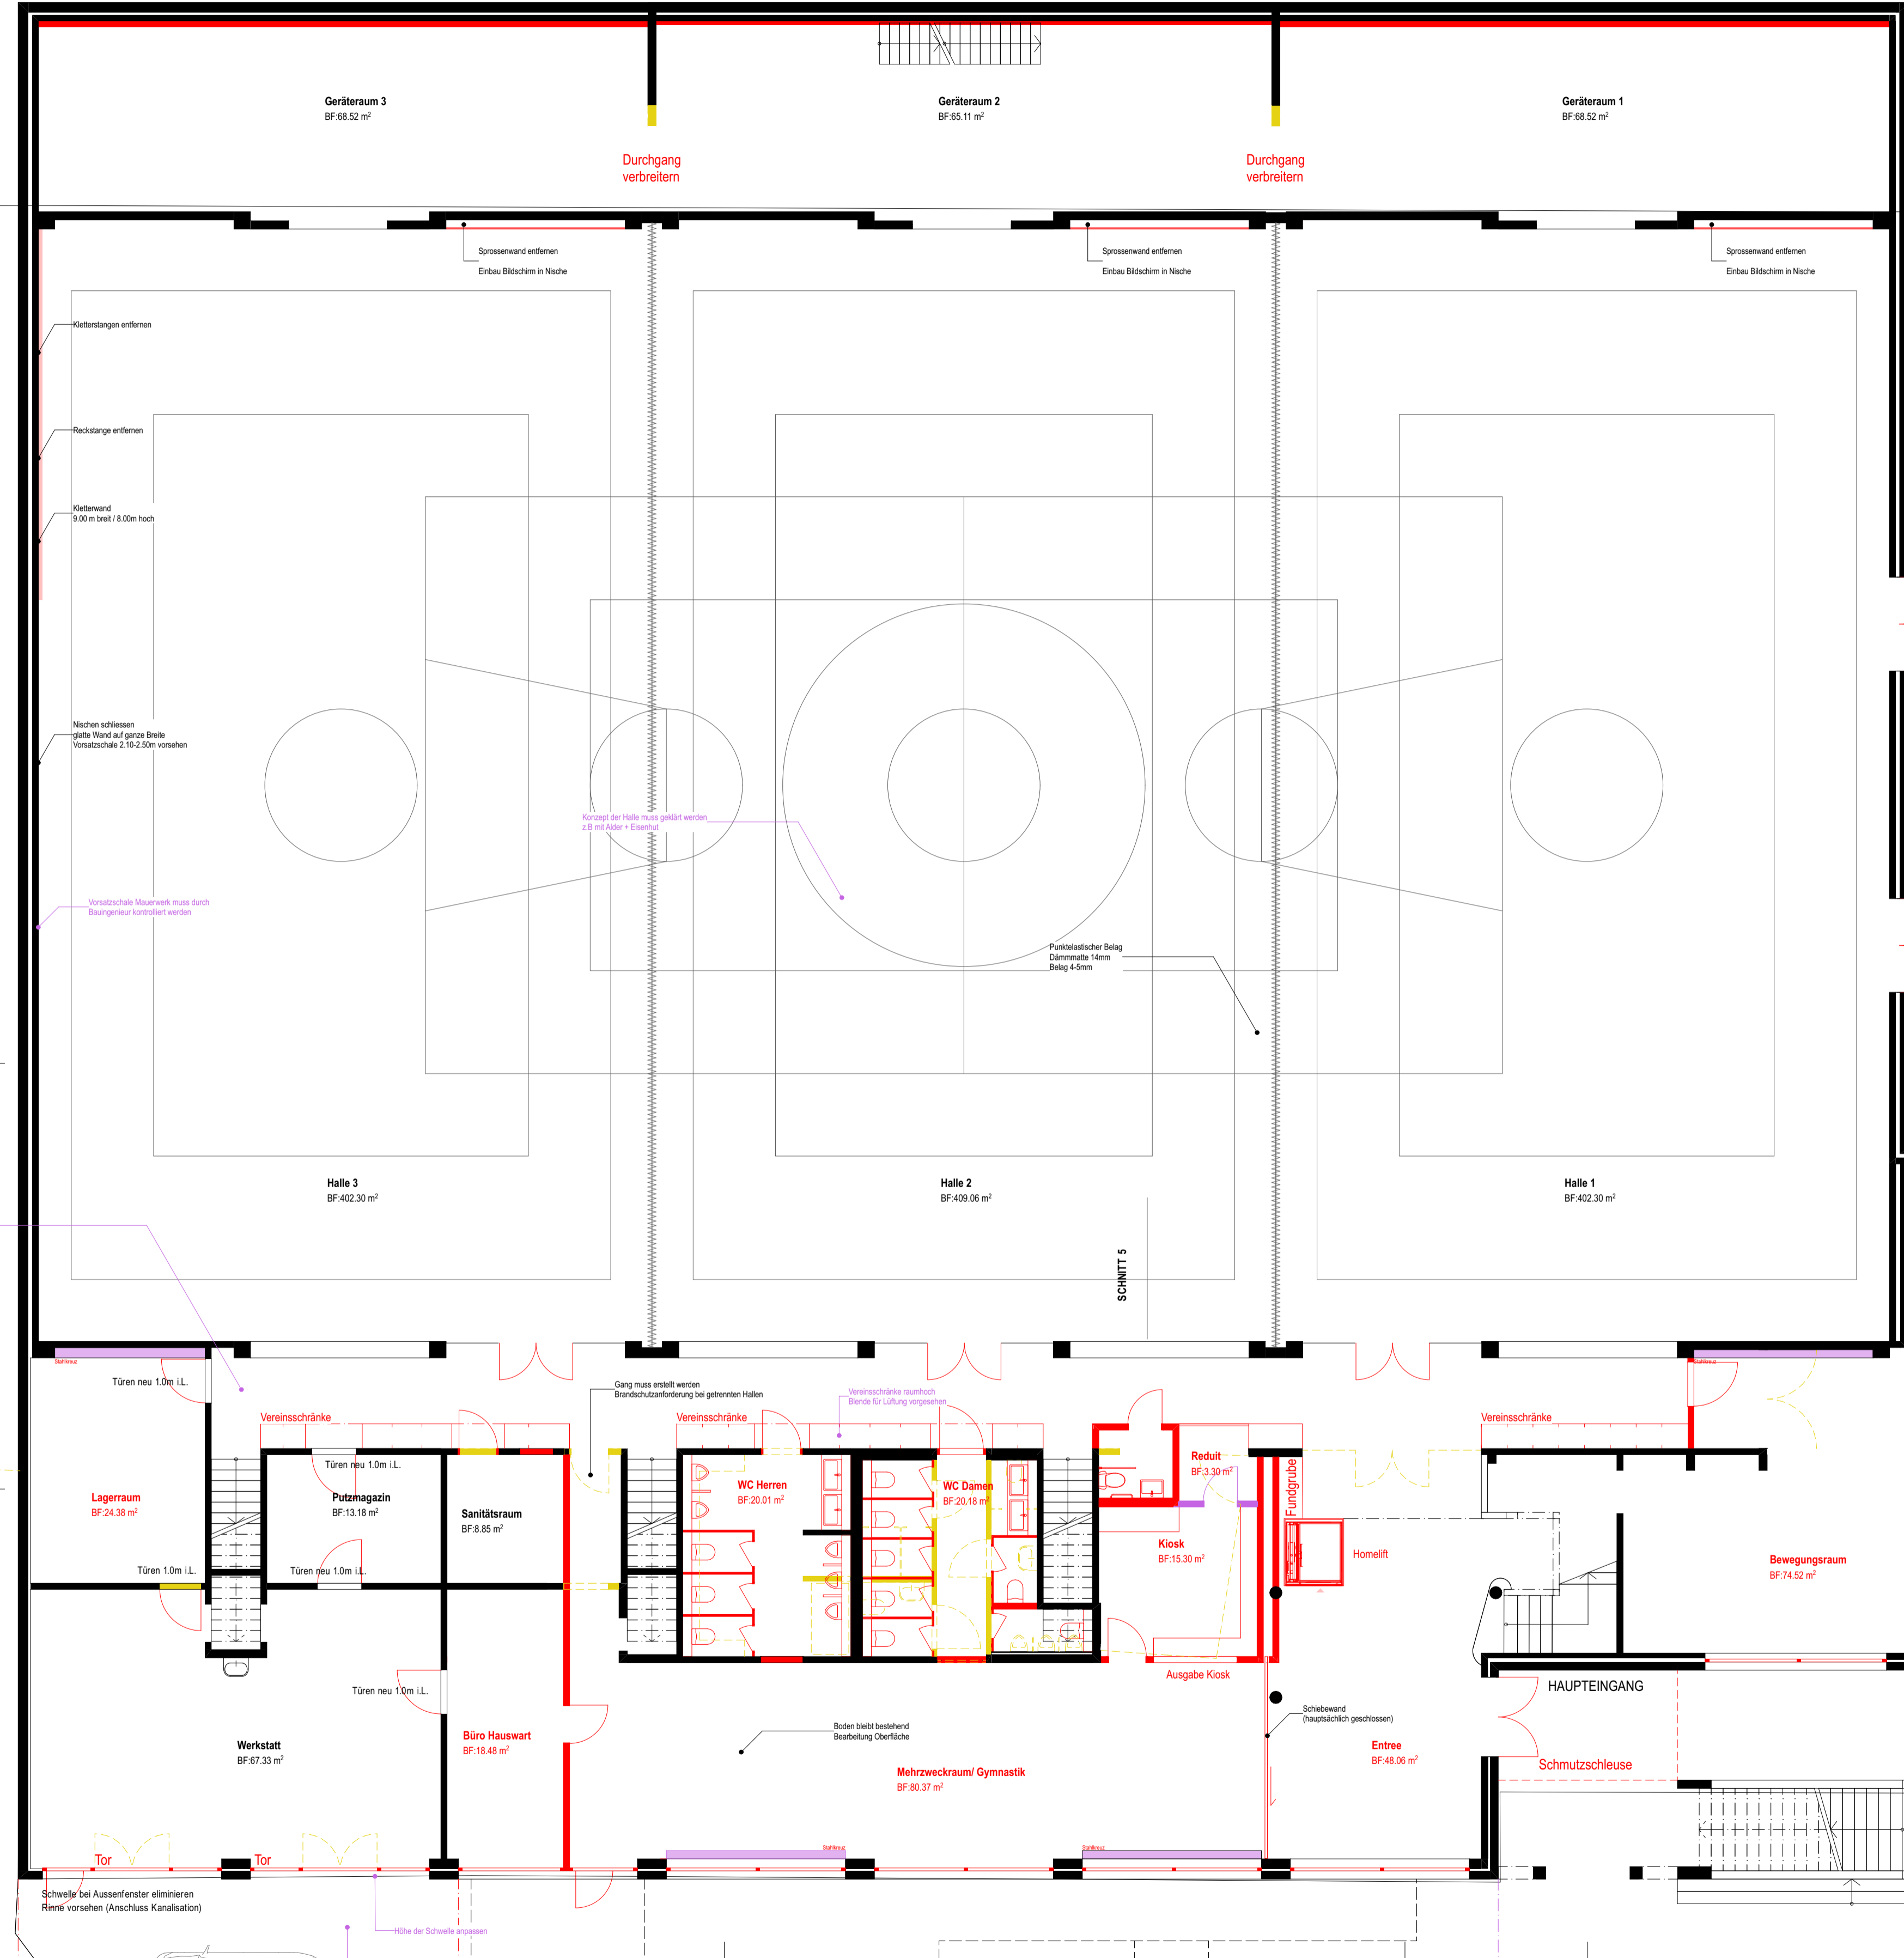 Geräteraum 3
BF:68.52 m²
Geräteraum 2
BF:65.11 m²
Geräteraum 1
BF:68.52 m²
Durchgang
verbreitern
Durchgang
verbreitern
Sprossenwand entfernen
Einbau Bildschirm in Nische
Sprossenwand entfernen
Einbau Bildschirm in Nische
Sprossenwand entfernen
Einbau Bildschirm in Nische
Kletterstangen entfernen
Reckstange entfernen
Kletterwand
9.00 m breit / 8.00m hoch
Nischen schliessen
glatte Wand auf ganze Breite
Vorsatzschale 2.10-2.50m vorsehen
Konzept der Halle muss geklärt werden
z.B mit Alder + Eisenhut
Vorsatzschale Mauerwerk muss durch
Bauingenieur kontrolliert werden
Punktelastischer Belag
Dämmmatte 14mm
Belag 4-5mm
Halle 3
BF:402.30 m²
Halle 2
BF:409.06 m²
Halle 1
BF:402.30 m²
SCHNITT 5
Stahlkreuz
Stahlkreuz
Türen neu 1.0m i.L.
Gang muss erstellt werden
Brandschutzanforderung bei getrennten Hallen
Vereinsschränke raumhoch
Blende für Lüftung vorgesehen
Vereinsschränke
Vereinsschränke
Vereinsschränke
Türen neu 1.0m i.L.
Lagerraum
BF:24.38 m²
Putzmagazin
BF:13.18 m²
Sanitätsraum
BF:8.85 m²
WC Herren
BF:20.01 m²
WC Damen
BF:20.18 m²
Reduit
BF:3.30 m²
Fundgrube
Kiosk
BF:15.30 m²
Homelift
Bewegungsraum
BF:74.52 m²
Türen 1.0m i.L.
Türen neu 1.0m i.L.
Ausgabe Kiosk
Türen neu 1.0m i.L.
HAUPTEINGANG
Werkstatt
BF:67.33 m²
Büro Hauswart
BF:18.48 m²
Boden bleibt bestehend
Bearbeitung Oberfläche
Schiebewand
(hauptsächlich geschlossen)
Mehrzweckraum/ Gymnastik
BF:80.37 m²
Entree
BF:48.06 m²
Schmutzschleuse
Stahlkreuz
Stahlkreuz
Tor
Tor
Schwelle bei Aussenfenster eliminieren
Rinne vorsehen (Anschluss Kanalisation)
Höhe der Schwelle anpassen